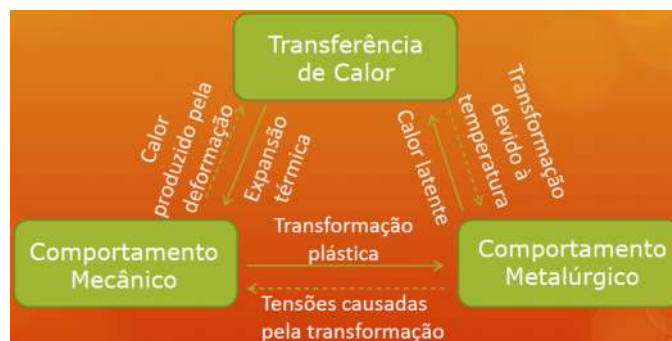 Transferência
de Calor
Calor
produzido pela
deformação
Expansão
térmica
Calor latente
Transformação
devido à
temperatura
Comportamento
Mecânico
Transformação
plástica
Comportamento
Metalúrgico
Tensões causadas
pela transformação